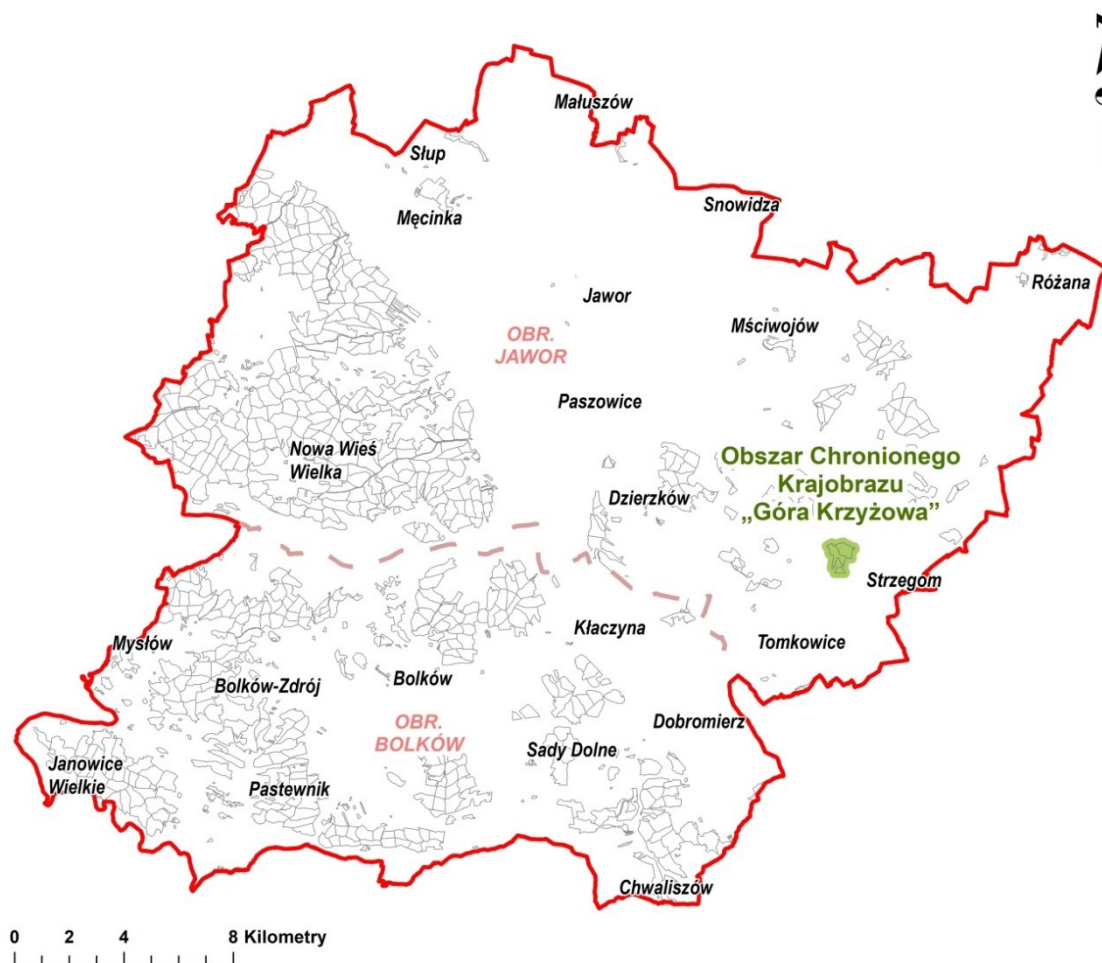 Małuszów
Słup
Męcinka
Snowidza
Różana
Jawor
Mściwojów
OBR.
JAWOR
Paszowice
Nowa Wieś
Wielka
Obszar Chronionego
Krajobrazu
„Góra Krzyżowa”
Dzierzków
Strzegom
Kłaczyna
Tomkowice
Mysłów
Bolków-Zdrój
Bolków
OBR.
BOLKÓW
Dobromierz
Sady Dolne
Janowice
Wielkie
Pastewnik
Chwaliszów
0 2 4 8 Kilometry